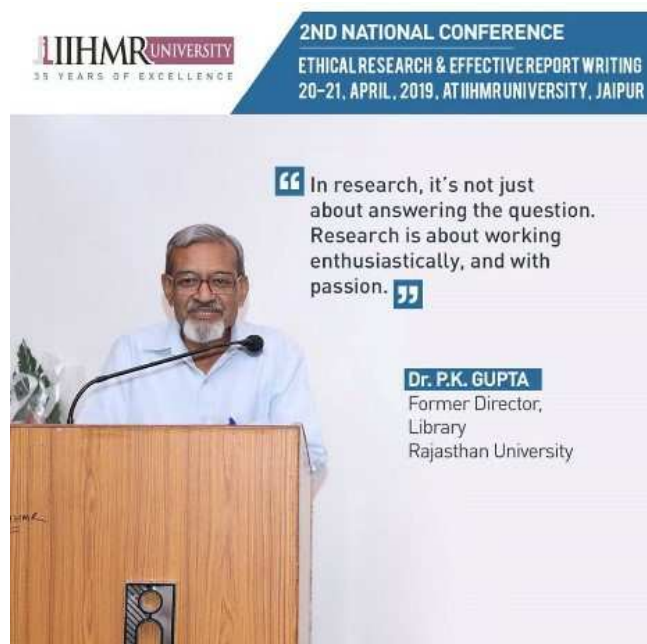 IIHMR UNIVERSITY
35 YEARS OF EXCELLENCE
2ND NATIONAL CONFERENCE
ETHICAL RESEARCH & EFFECTIVE REPORT WRITING
20-21, APRIL, 2019, AT IIHMR UNIVERSITY, JAIPUR
“ In research, it's not just
about answering the question.
Research is about working
enthusiastically, and with
passion. ”
Dr. P.K. GUPTA
Former Director,
Library
Rajasthan University